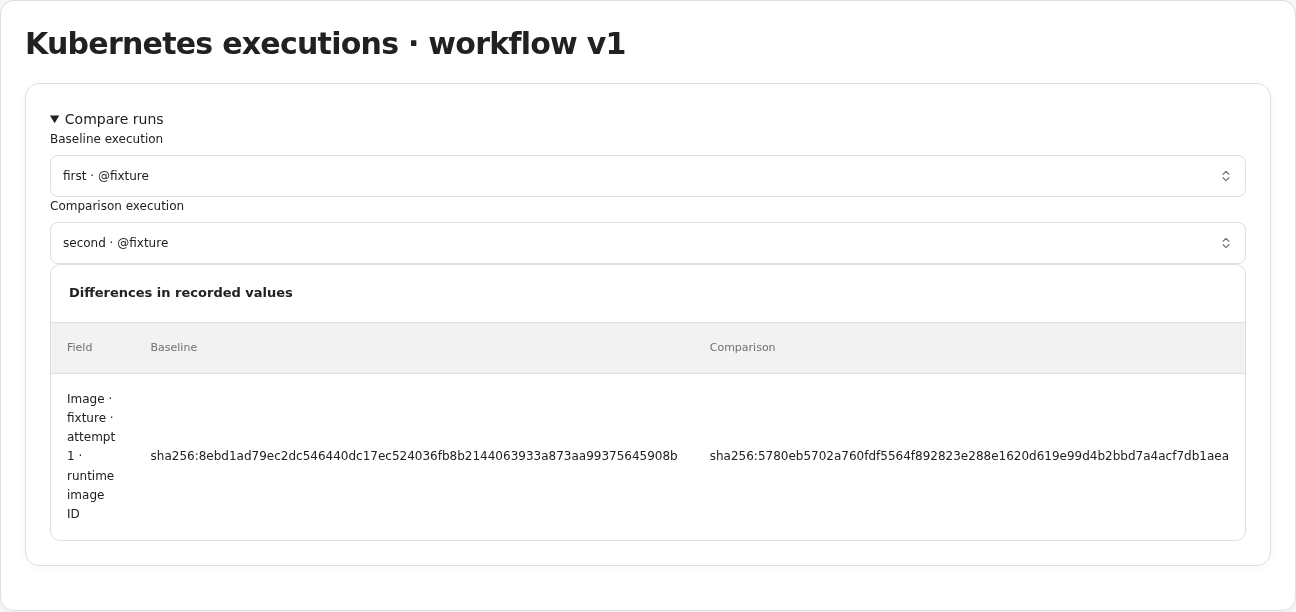 Kubernetes executions · workflow v1
▼ Compare runs
Baseline execution
first · @fixture
Comparison execution
second · @fixture
Differences in recorded values
Field Baseline Comparison
Image ·
fixture ·
attempt
1 ·
runtime
image
ID
sha256:8ebd1ad79ec2dc546440dc17ec524036fb8b2144063933a873aa99375645908b
sha256:5780eb5702a760fdf5564f892823e288e1620d619e99d4b2bbd7a4acf7db1aea